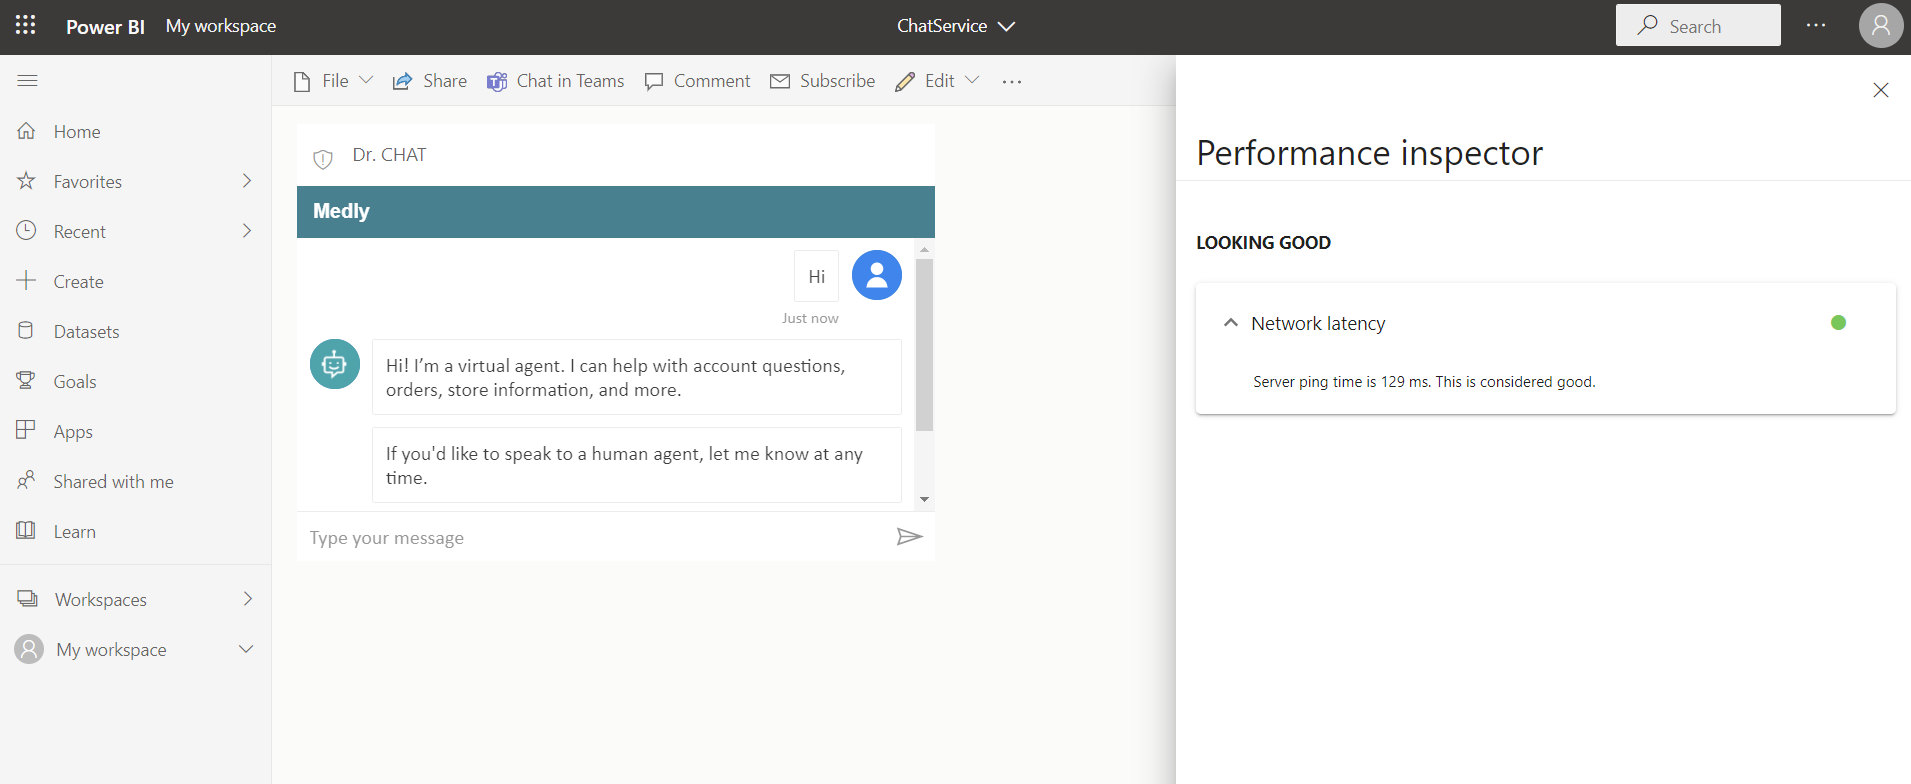 Power BI My workspace
ChatService
Search
File
Share
Chat in Teams
Comment
Subscribe
Edit
Home
Favorites
Recent
Create
Datasets
Goals
Apps
Shared with me
Learn
Workspaces
My workspace
Dr. CHAT
Medly
Hi
Just now
Hi! I’m a virtual agent. I can help with account questions,
orders, store information, and more.
If you'd like to speak to a human agent, let me know at any
time.
Type your message
Performance inspector
LOOKING GOOD
Network latency
Server ping time is 129 ms. This is considered good.